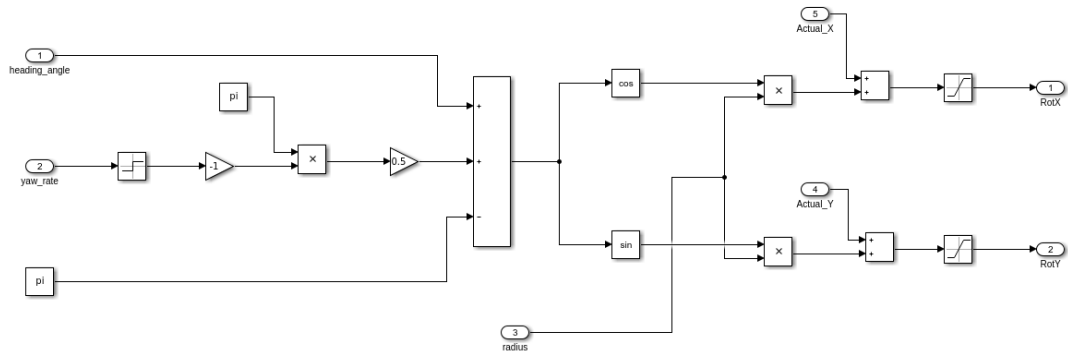 5
Actual_X
1
heading_angle
cos
×
+
+
1
RotX
pi
+
2
yaw_rate
-1
×
0.5
+
4
Actual_Y
−
sin
×
+
+
2
RotY
pi
3
radius